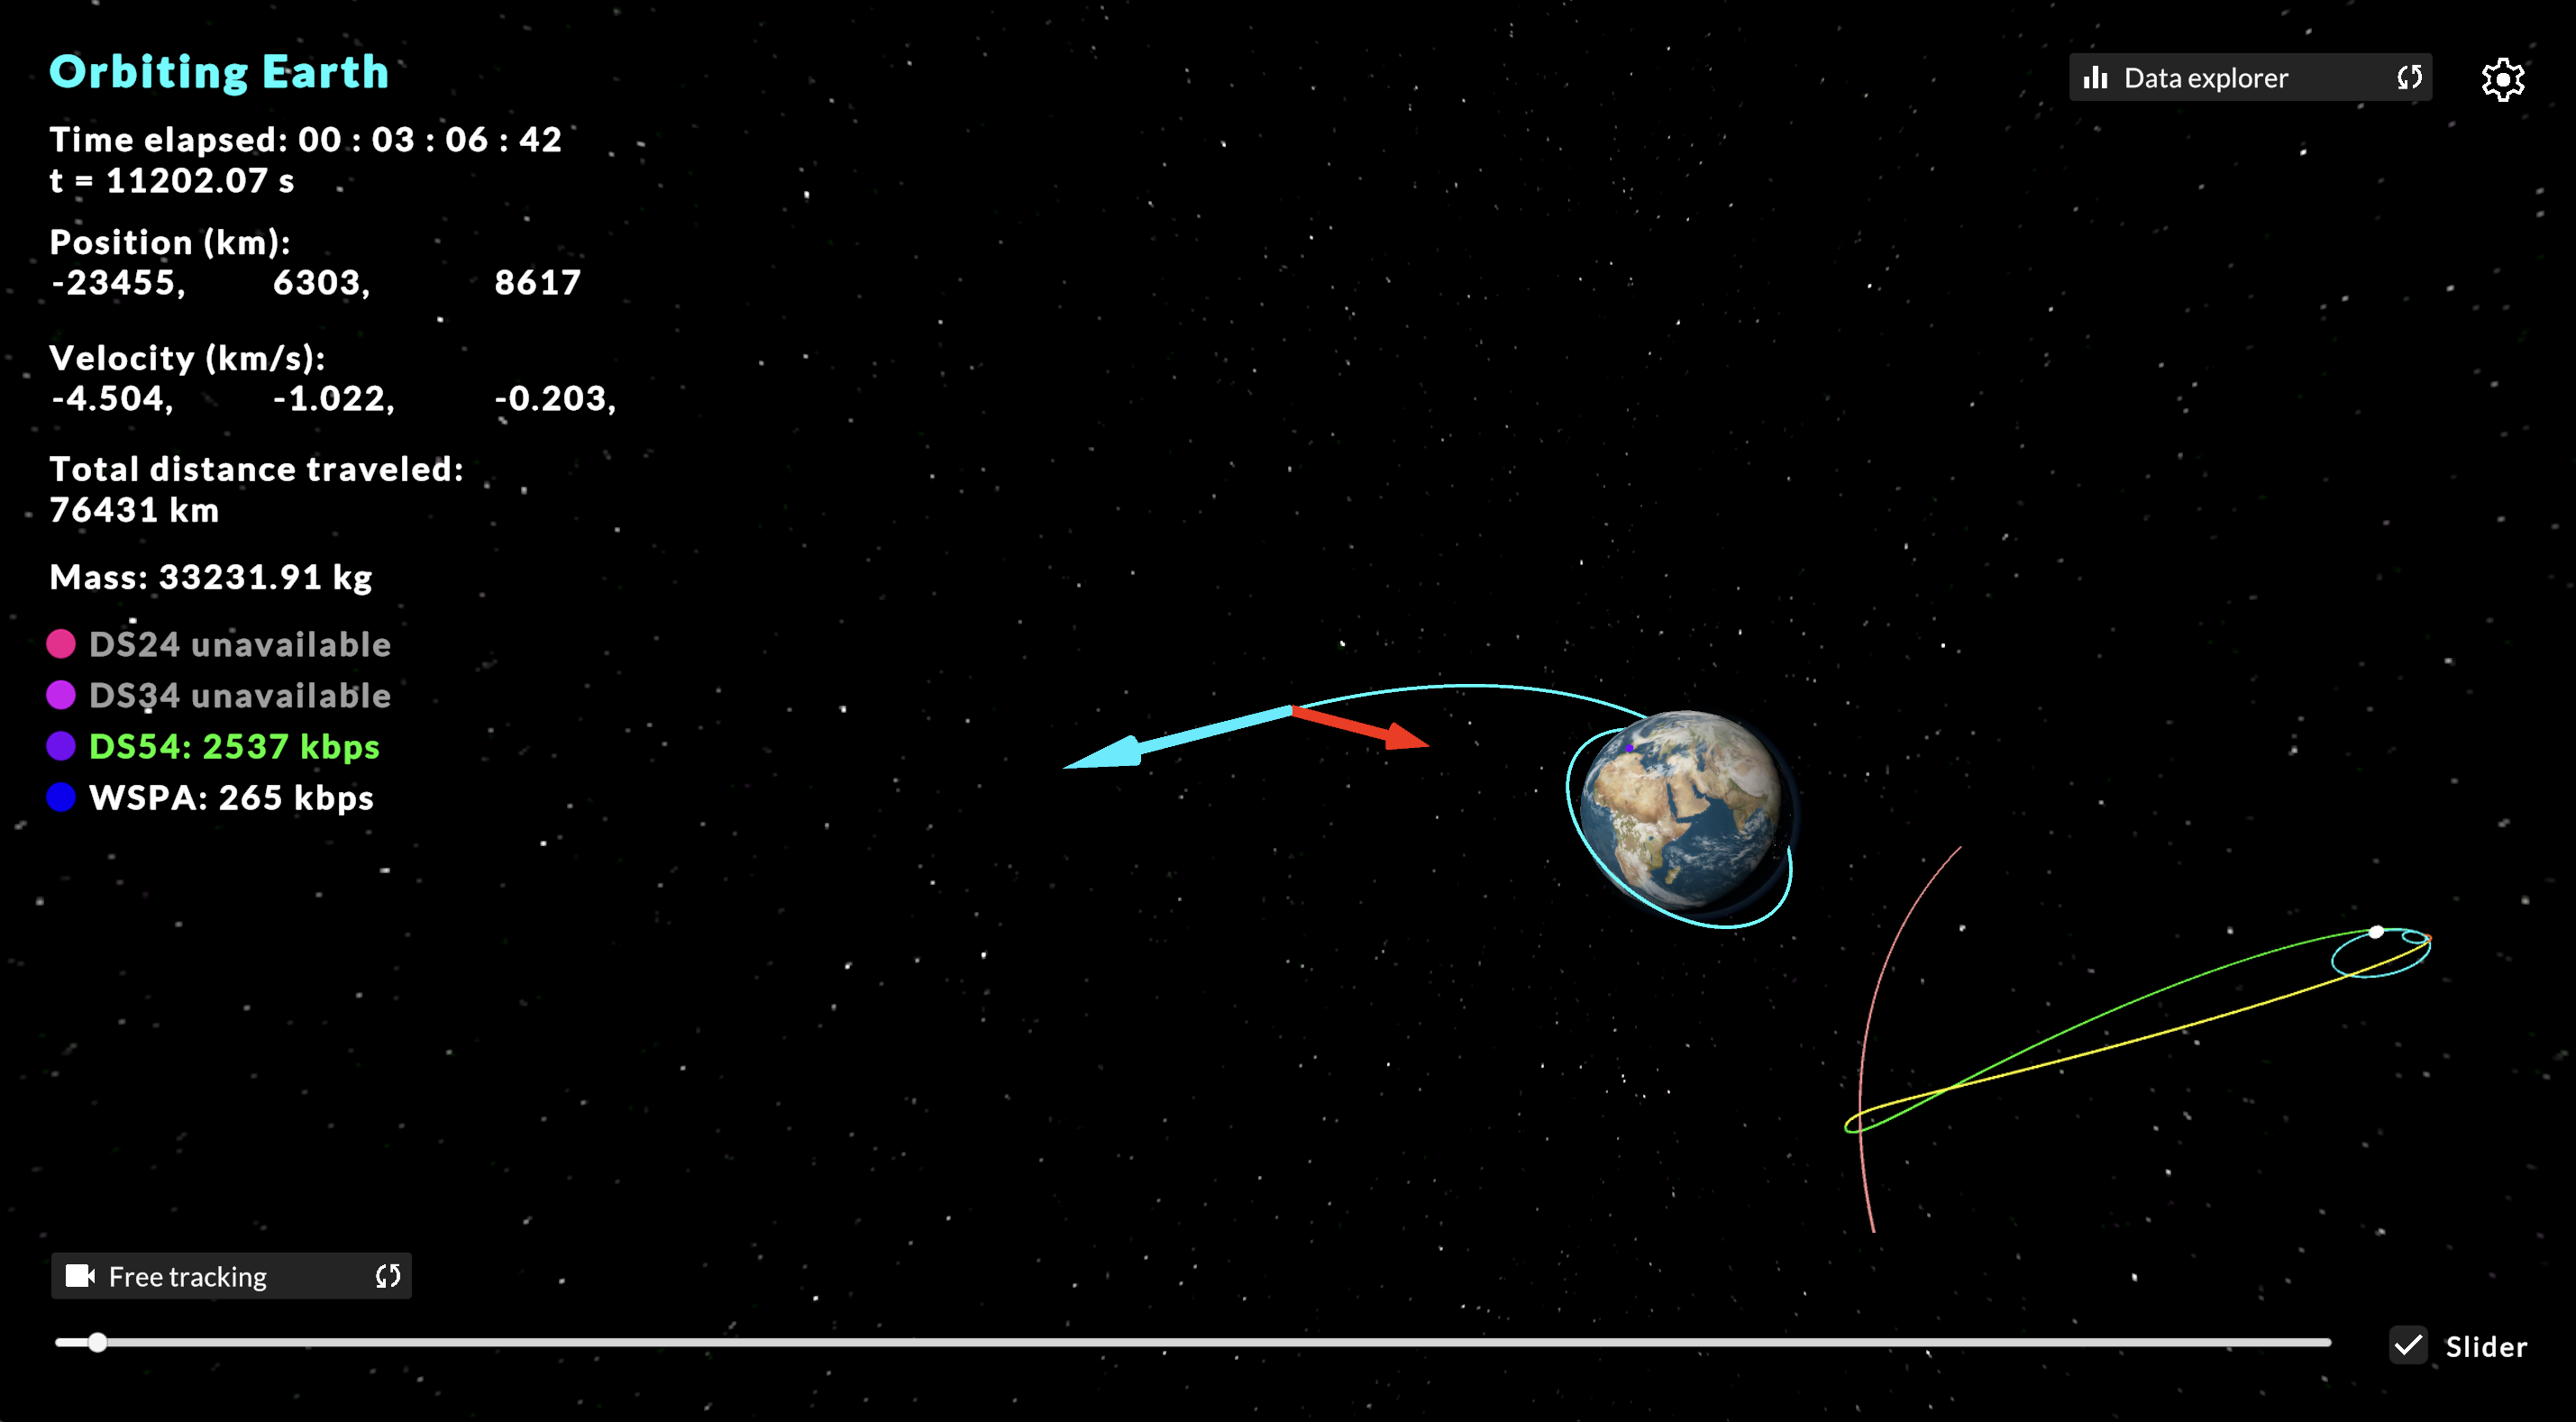 Orbiting Earth
Data explorer
Time elapsed: 00 : 03 : 06 : 42
t = 11202.07 s
Position (km):
-23455, 6303, 8617
Velocity (km/s):
-4.504, -1.022, -0.203,
Total distance traveled:
76431 km
Mass: 33231.91 kg
DS24 unavailable
DS34 unavailable
DS54: 2537 kbps
WSPA: 265 kbps
Free tracking
Slider